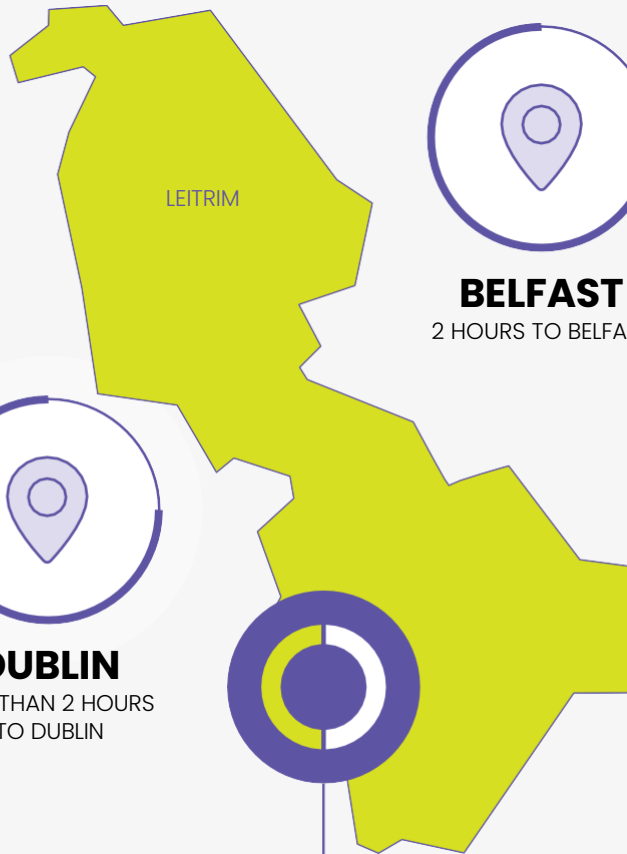 LEITRIM
BELFAST
2 HOURS TO BELFA
DUBLIN
THAN 2 HOURS
TO DUBLIN